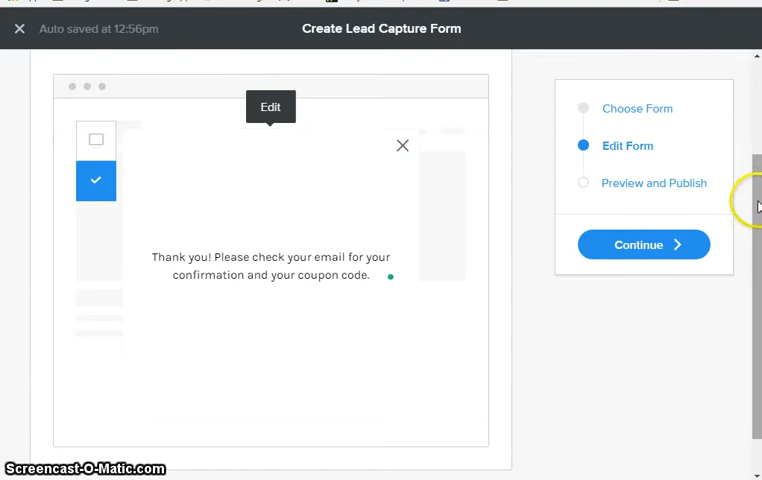 Auto saved at 12:56pm
Create Lead Capture Form
Edit
Choose Form
Edit Form
Preview and Publish
Continue
Thank you! Please check your email for your
confirmation and your coupon code.
Screencast-O-Matic.com